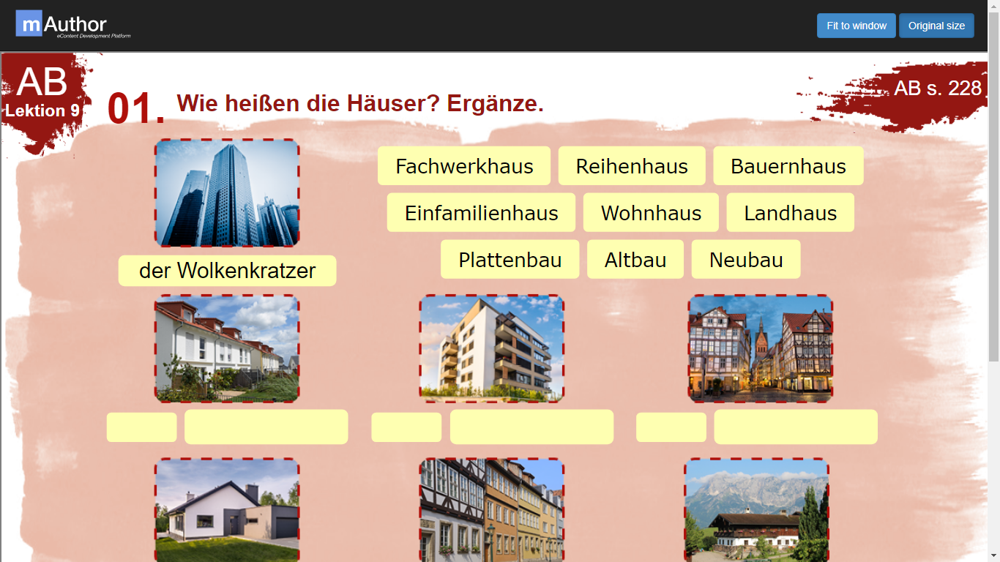 mAuthor
eContent Development Platform
Fit to window
Original size
AB
Lektion 9
01. Wie heißen die Häuser? Ergänze.
AB s. 228
Fachwerkhaus Reihenhaus Bauernhaus
Einfamilienhaus Wohnhaus Landhaus
Plattenbau Altbau Neubau
der Wolkenkratzer